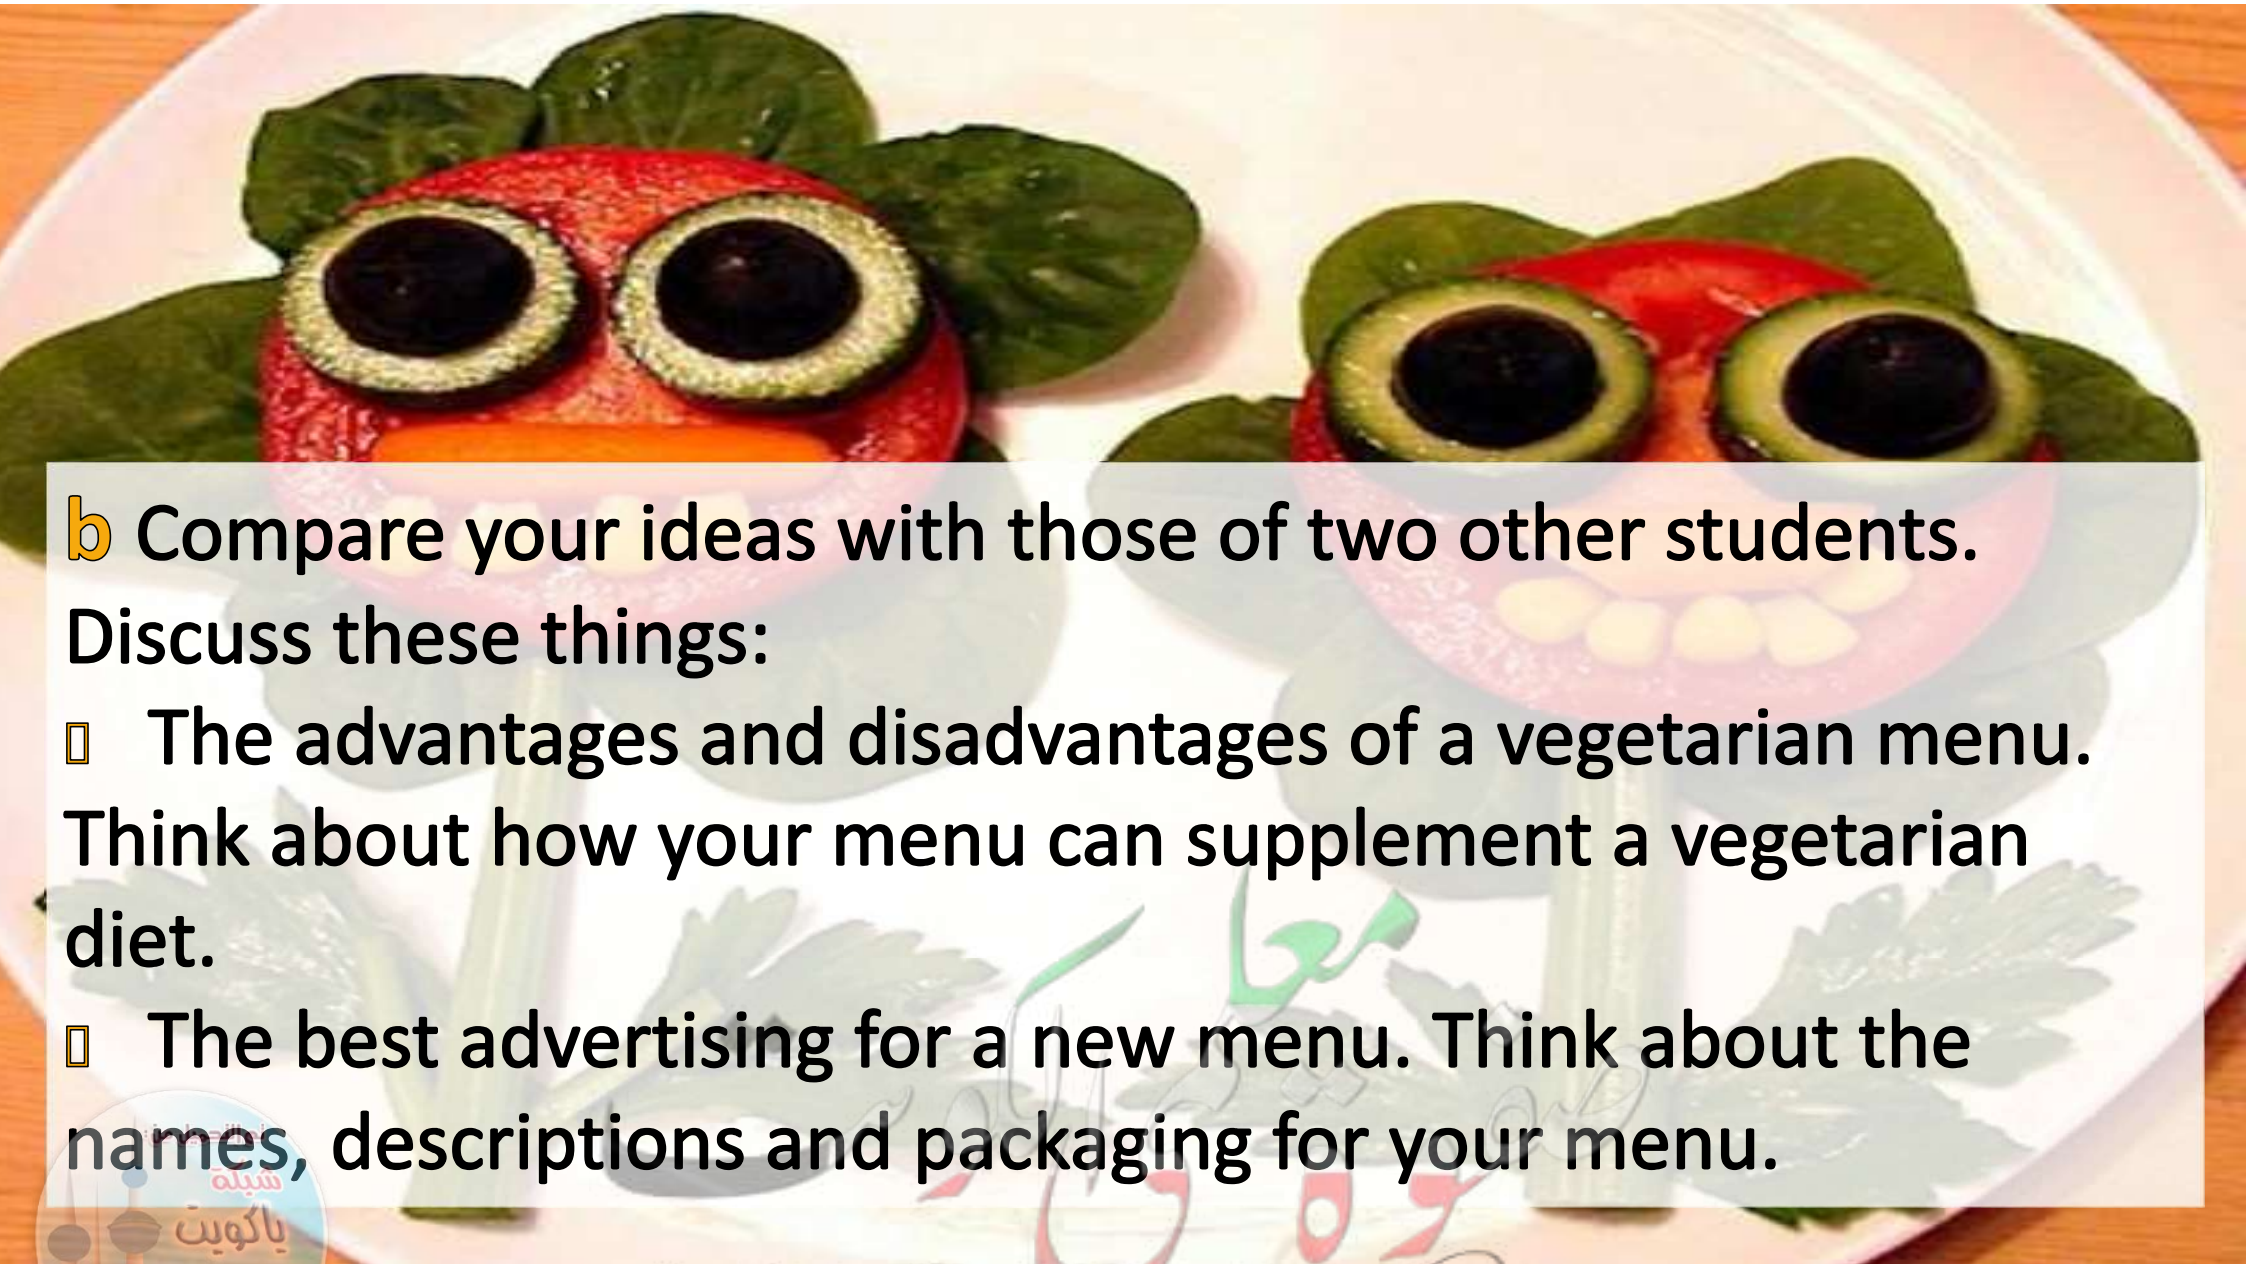 b Compare your ideas with those of two other students.
Discuss these things:
The advantages and disadvantages of a vegetarian menu.
Think about how your menu can supplement a vegetarian
diet.
The best advertising for a new menu. Think about the
names, descriptions and packaging for your menu.
شبكة
ياكويت